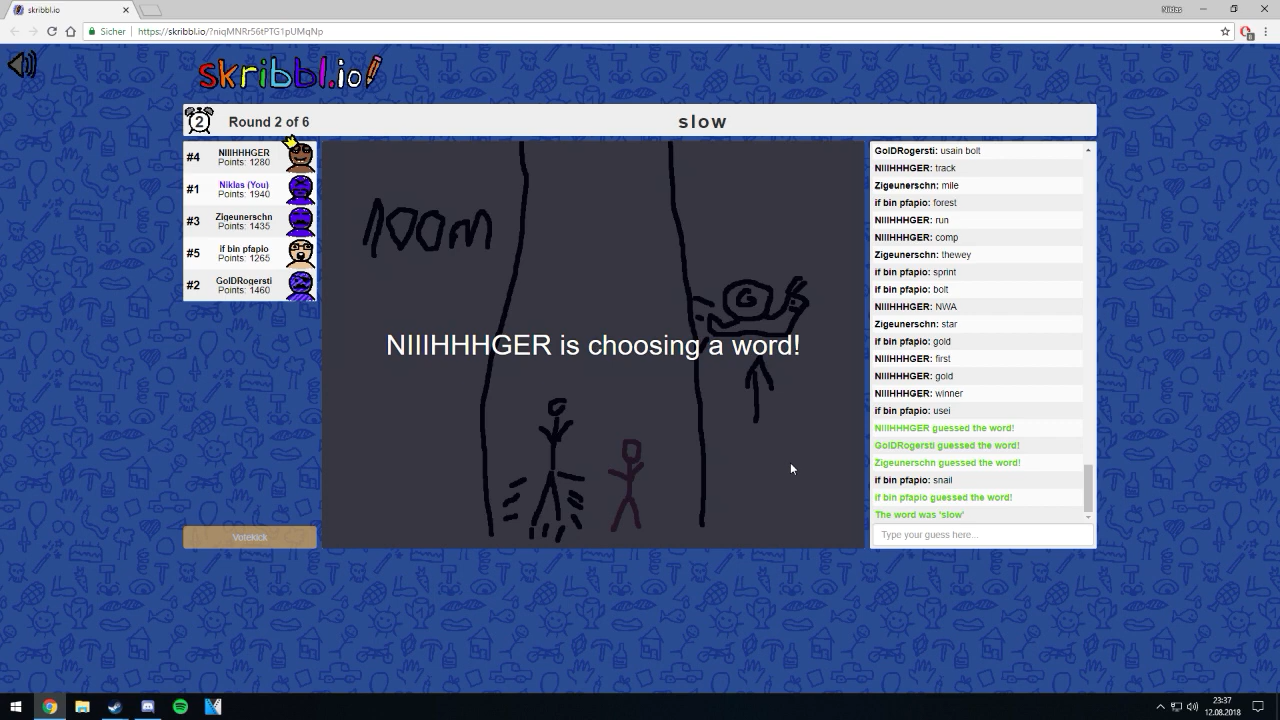 skribbl.io
Niklas
Sicher
https://skribbl.io/?niqMNRr56tPTG1pUMqNp
skribbl.io
2
Round 2 of 6
slow
#4
NIIIHHHGER
Points: 1280
#1
Niklas (You)
Points: 1940
#3
Zigeunerschn
Points: 1435
#5
if bin pfapio
Points: 1265
#2
GolDRogersti
Points: 1460
Votekick
100m
NIIIHHHGER is choosing a word!
GolDRogersti: usain bolt
NIIIHHHGER: track
Zigeunerschn: mile
if bin pfapio: forest
NIIIHHHGER: run
NIIIHHHGER: comp
Zigeunerschn: thewey
if bin pfapio: sprint
if bin pfapio: bolt
NIIIHHHGER: NWA
Zigeunerschn: star
if bin pfapio: gold
NIIIHHHGER: first
NIIIHHHGER: gold
NIIIHHHGER: winner
if bin pfapio: usei
NIIIHHHGER guessed the word!
GolDRogersti guessed the word!
Zigeunerschn guessed the word!
if bin pfapio: snail
if bin pfapio guessed the word!
The word was 'slow'
Type your guess here...
23:37
12.08.2018